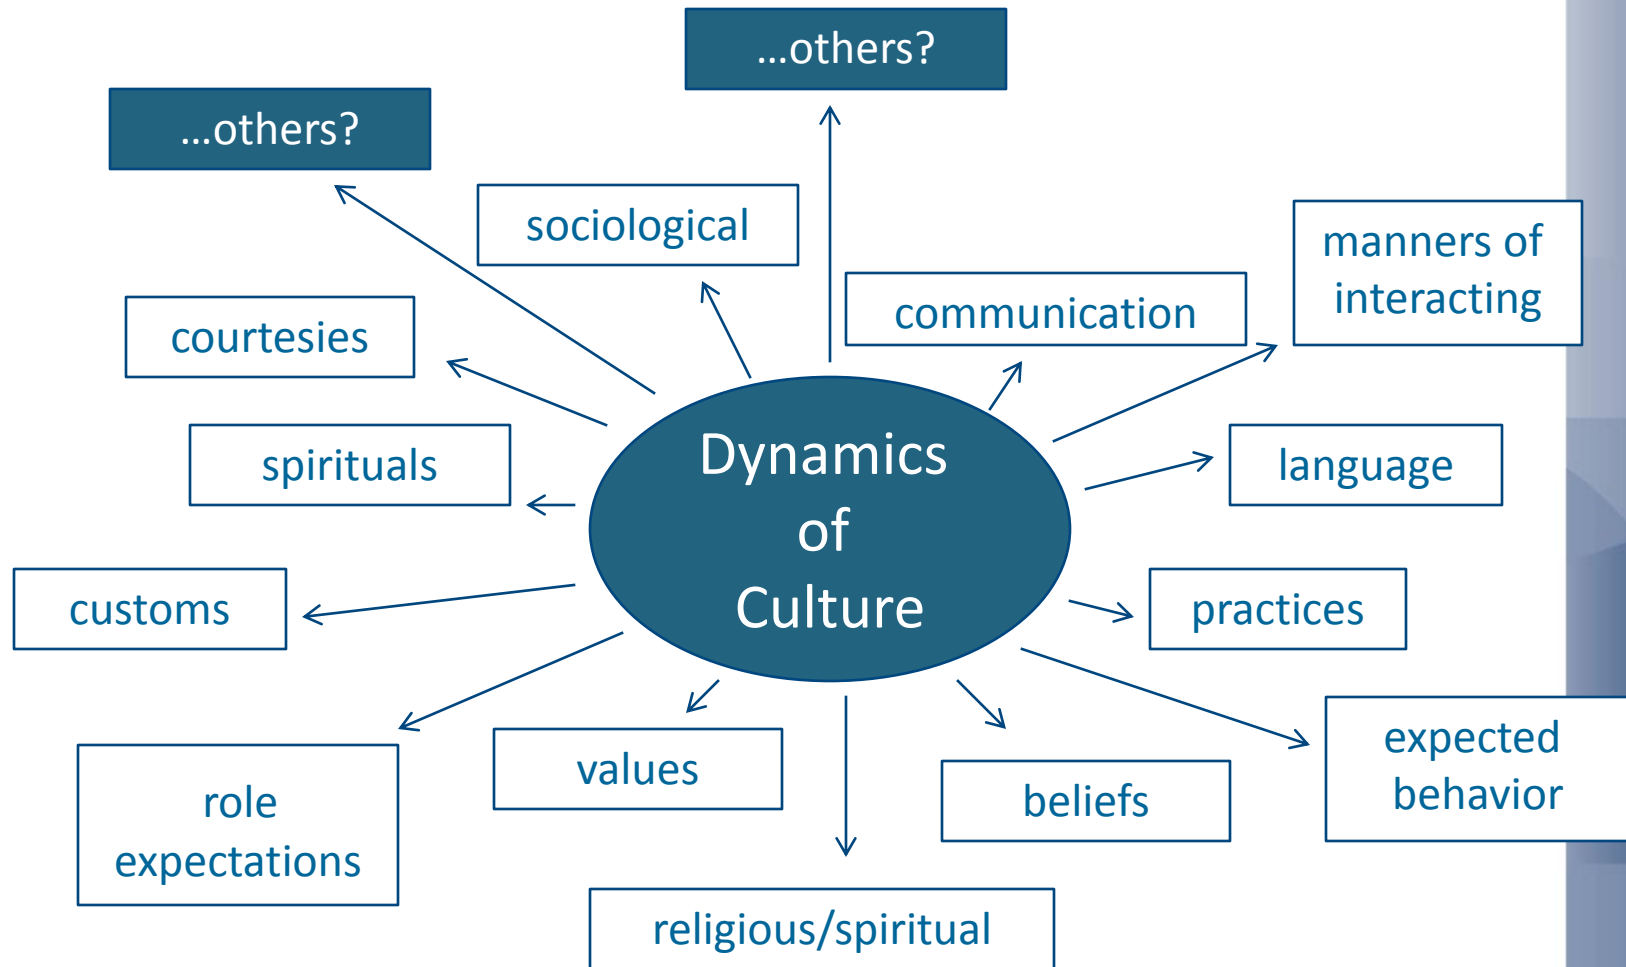 ...others?
...others?
sociological
manners of
interacting
communication
courtesies
Dynamics
of
Culture
spirituals
language
customs
practices
role
expectations
values
beliefs
expected
behavior
religious/spiritual